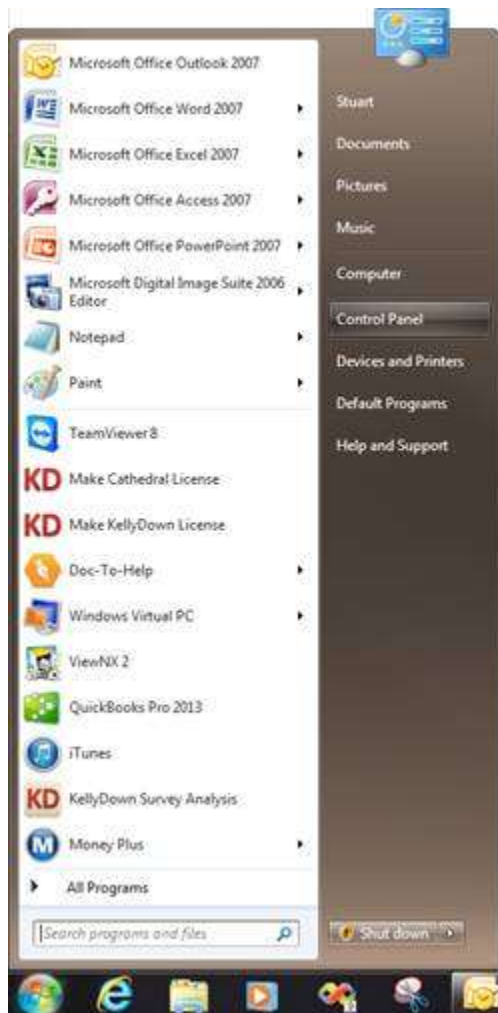 Microsoft Office Outlook 2007
Microsoft Office Word 2007
Microsoft Office Excel 2007
Microsoft Office Access 2007
Microsoft Office PowerPoint 2007
Microsoft Digital Image Suite 2006
Editor
Notepad
Paint
TeamViewer 8
KD Make Cathedral License
KD Make KellyDown License
Doc-To-Help
Windows Virtual PC
ViewNX 2
QuickBooks Pro 2013
iTunes
KD KellyDown Survey Analysis
M Money Plus
All Programs
Search programs and files
Stuart
Documents
Pictures
Music
Computer
Control Panel
Devices and Printers
Default Programs
Help and Support
Shut down